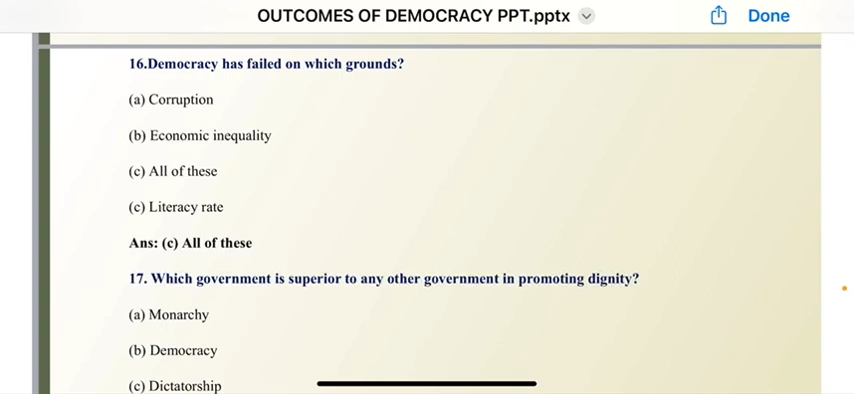 OUTCOMES OF DEMOCRACY PPT.pptx
Done
16.Democracy has failed on which grounds?
(a) Corruption
(b) Economic inequality
(c) All of these
(c) Literacy rate
Ans: (c) All of these
17. Which government is superior to any other government in promoting dignity?
(a) Monarchy
(b) Democracy
(c) Dictatorship